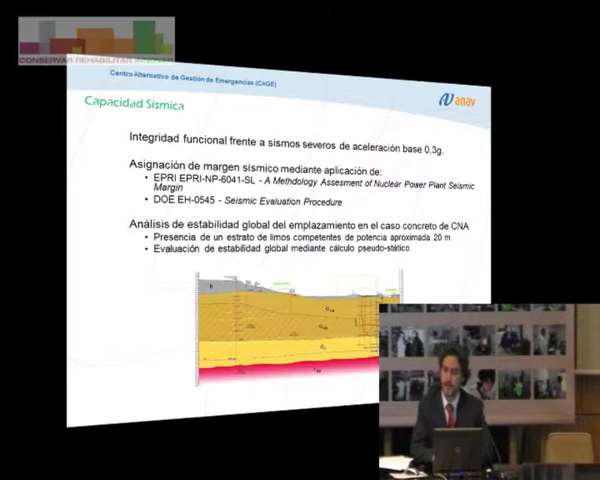 CONSERVAR REHABILITAR INNOVAR
Centro Alternativo de Gestión de Emergencias (CAGE)
anav
Capacidad Sísmica
Integridad funcional frente a sismos severos de aceleración base 0,3g.
Asignación de margen sísmico mediante aplicación de:
• EPRI EPRI-NP-6041-SL - A Methdology Assesment of Nuclear Power Plant Seismic
Margin
• DOE EH-0545 - Seismic Evaluation Procedure
Análisis de estabilidad global del emplazamiento en el caso concreto de CNA
• Presencia de un estrato de limos competentes de potencia aproximada 20 m
• Evaluación de estabilidad global mediante cálculo pseudo-stático